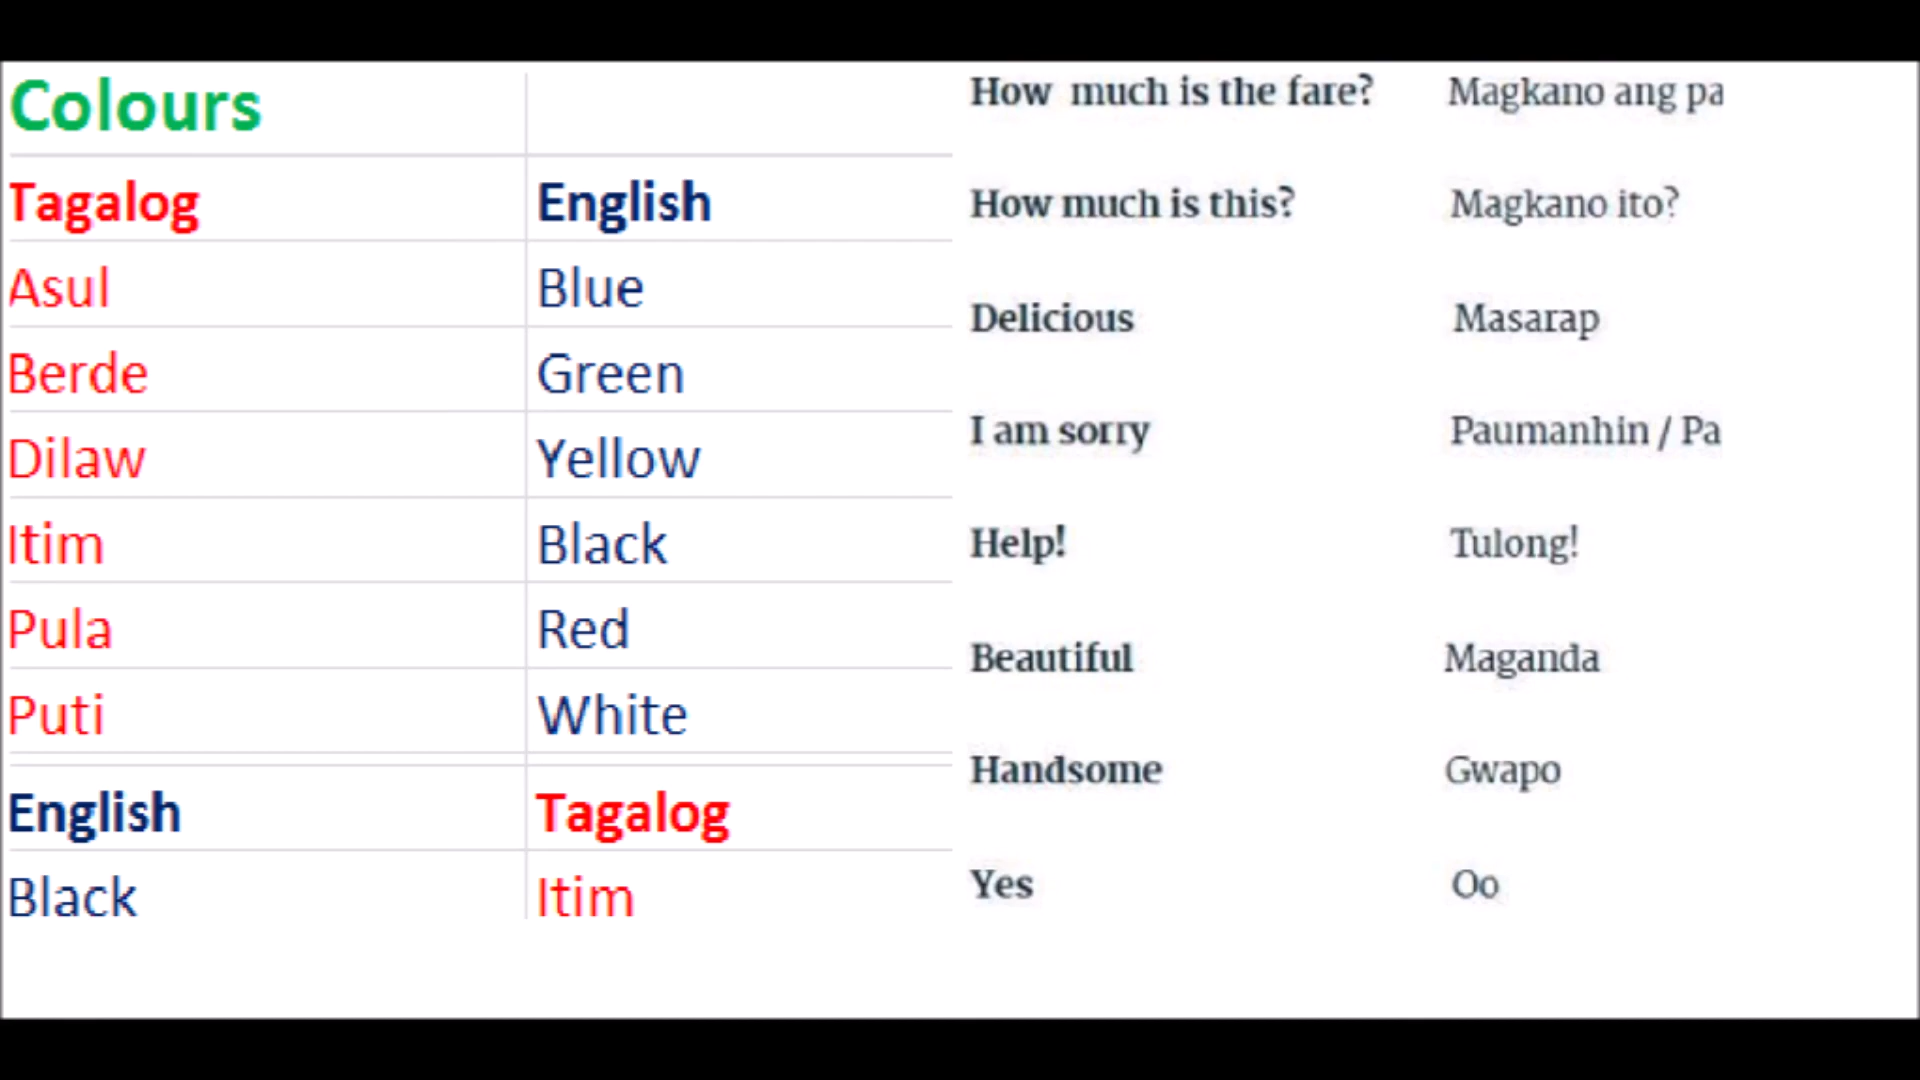 Colours
Tagalog English
Asul Blue
Berde Green
Dilaw Yellow
Itim Black
Pula Red
Puti White
English Tagalog
Black Itim
How much is the fare? Magkano ang pa
How much is this? Magkano ito?
Delicious Masarap
I am sorry Paumanhin / Pa
Help! Tulong!
Beautiful Maganda
Handsome Gwapo
Yes Oo